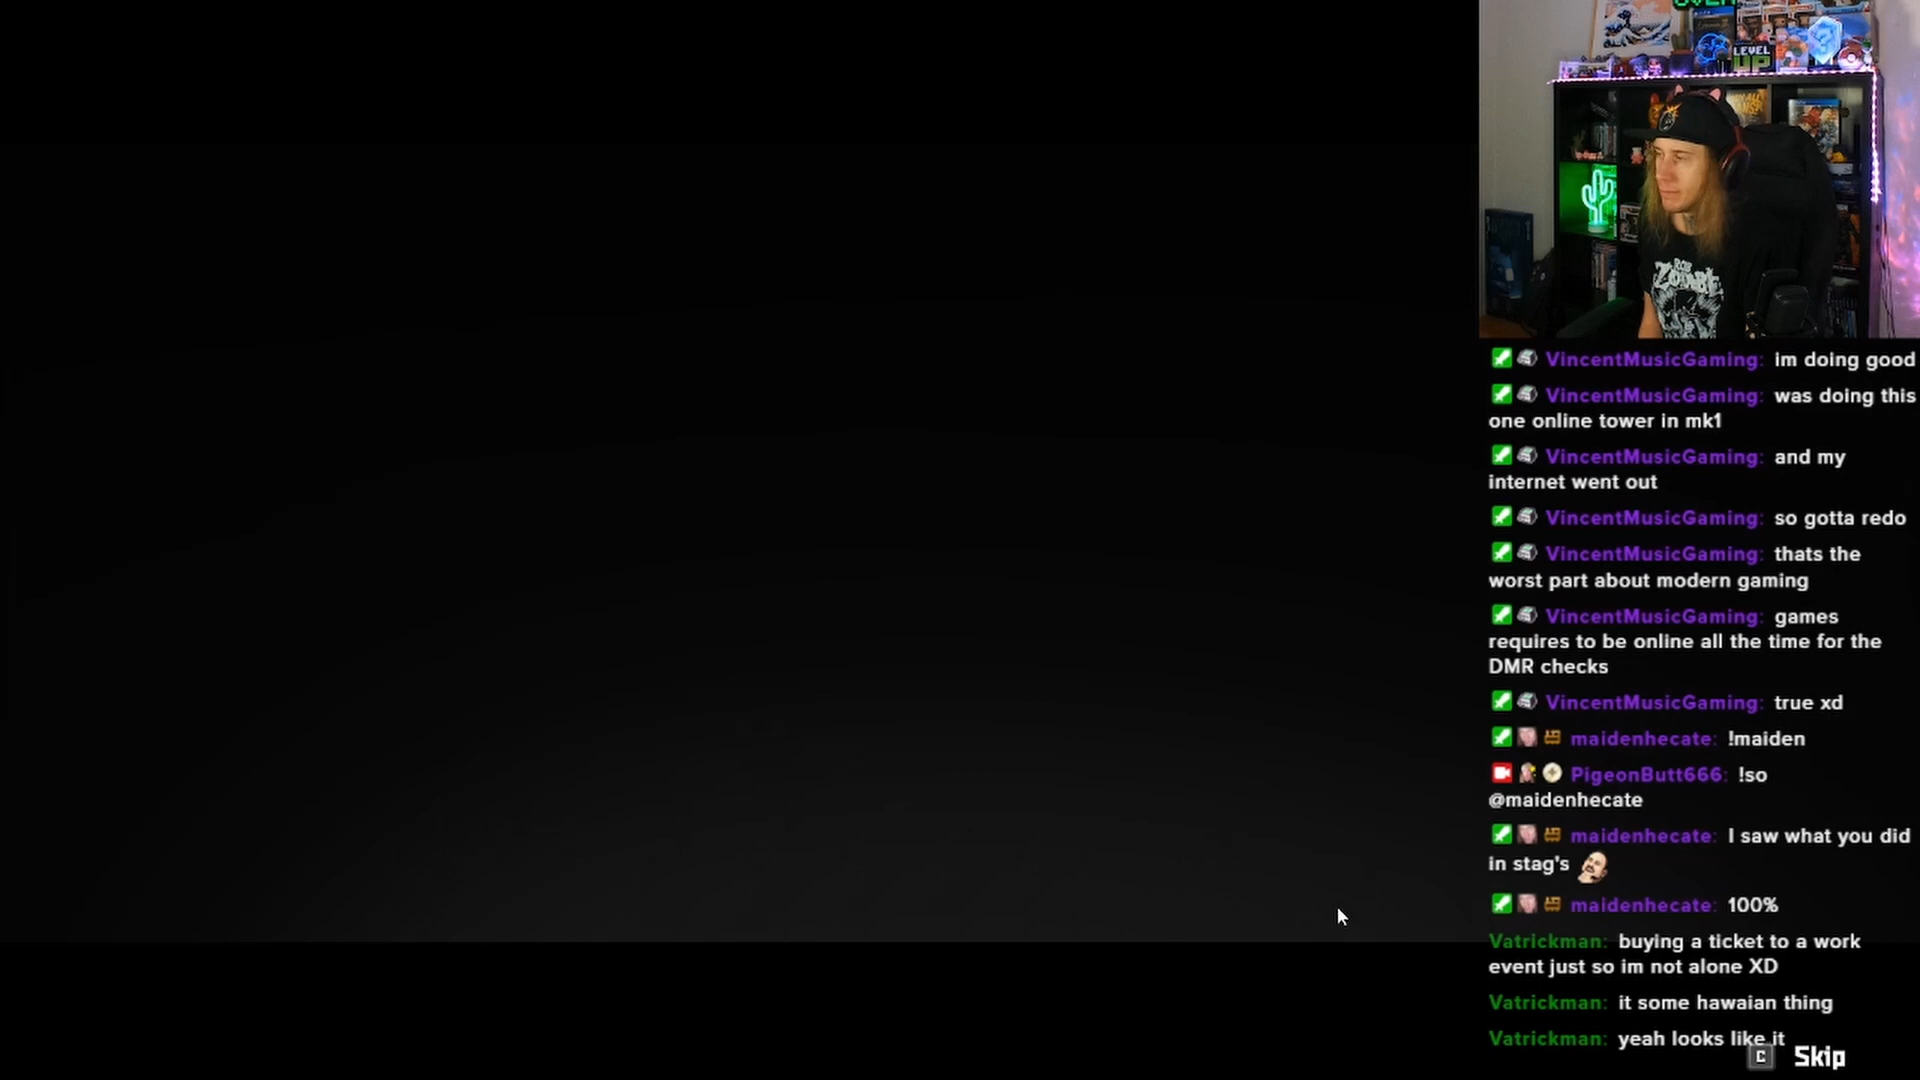 LEVEL
UP
ROB
ZOMBIE
VincentMusicGaming: im doing good
VincentMusicGaming: was doing this
one online tower in mk1
VincentMusicGaming: and my
internet went out
VincentMusicGaming: so gotta redo
VincentMusicGaming: thats the
worst part about modern gaming
VincentMusicGaming: games
requires to be online all the time for the
DMR checks
VincentMusicGaming: true xd
maidenhecate: !maiden
PigeonButt666: !so
@maidenhecate
maidenhecate: I saw what you did
in stag's
maidenhecate: 100%
Vatrickman: buying a ticket to a work
event just so im not alone XD
Vatrickman: it some hawaian thing
Vatrickman: yeah looks like it
C Skip